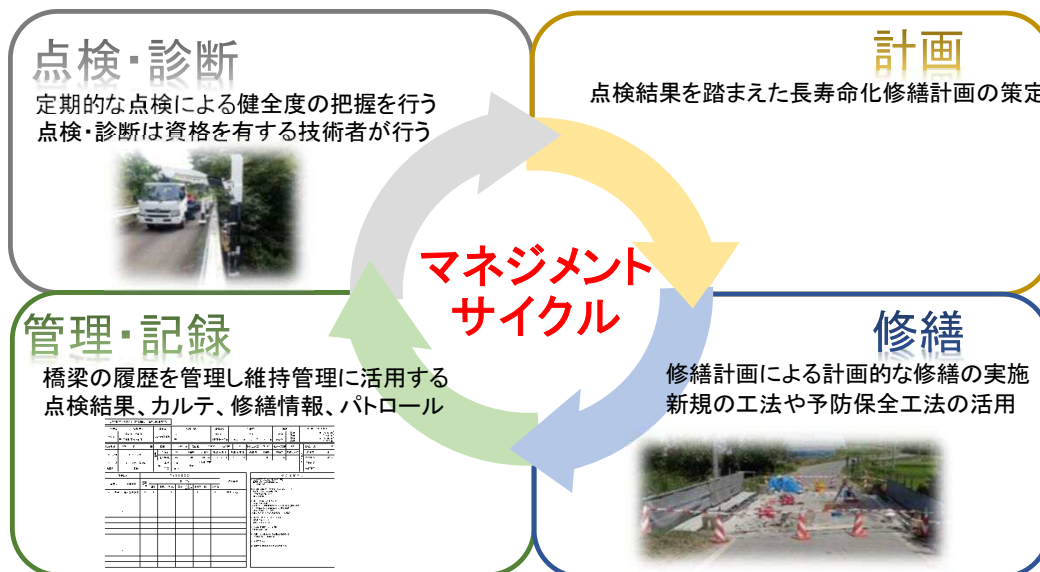 点検・診断
定期的な点検による健全度の把握を行う
点検・診断は資格を有する技術者が行う
計画
点検結果を踏まえた長寿命化修繕計画の策定
マネジメント
サイクル
管理・記録
橋梁の履歴を管理し維持管理に活用する
点検結果、カルテ、修繕情報、パトロール
修繕
修繕計画による計画的な修繕の実施
新規の工法や予防保全工法の活用